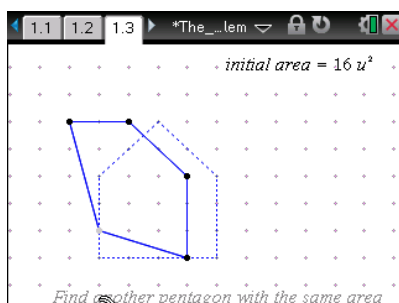 1.1 1.2 1.3 *The_...lem
initial area = 16 u²
Find another pentagon with the same area